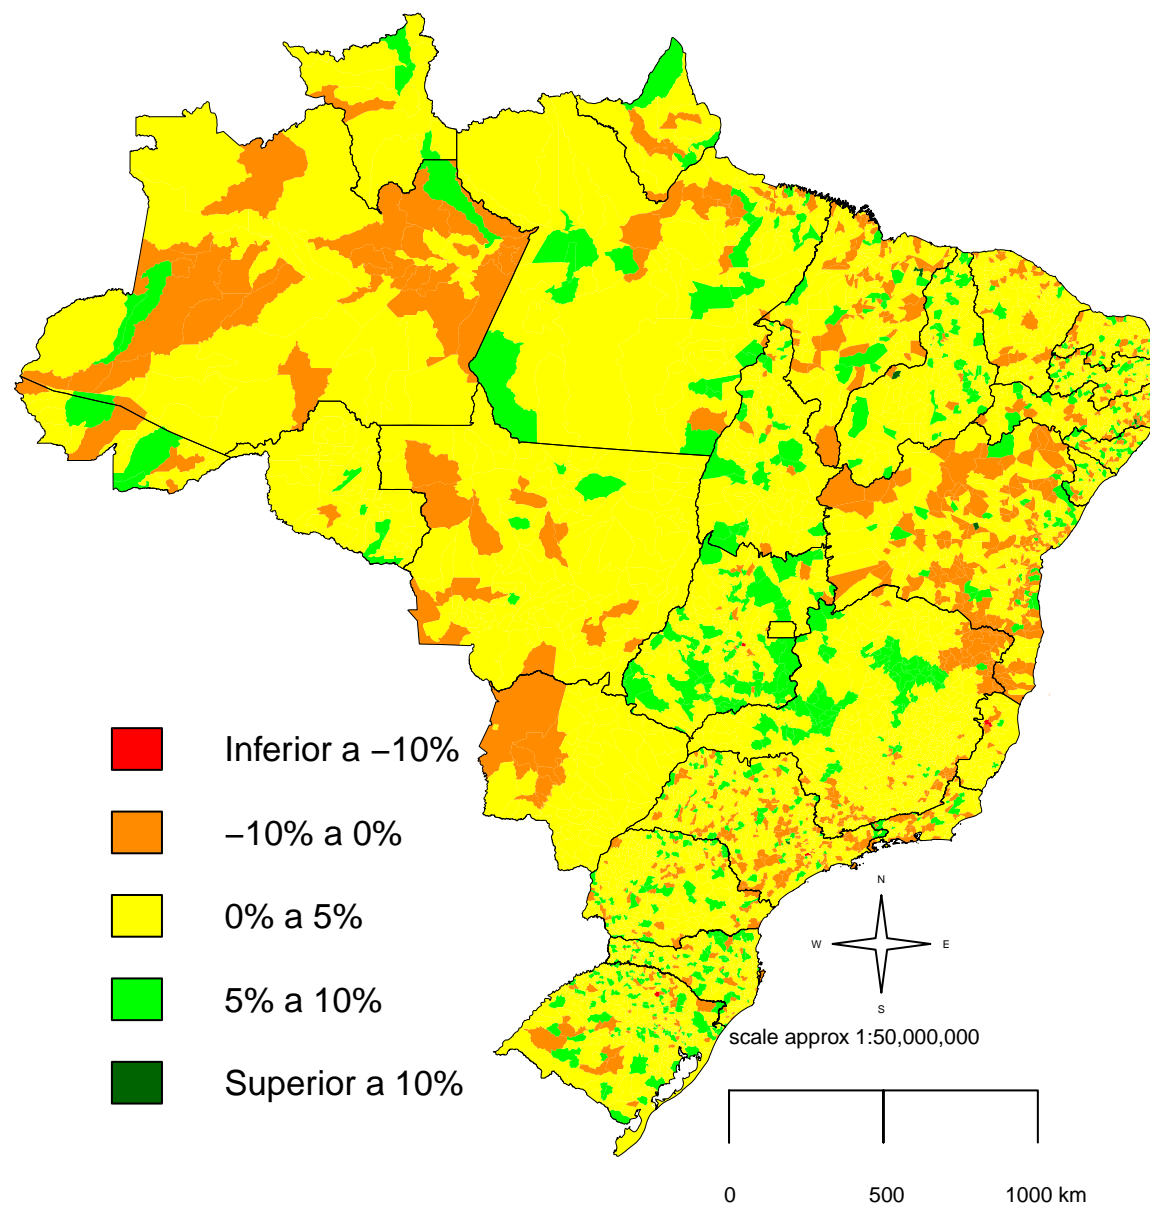 Inferior a −10%
−10% a 0%
0% a 5%
5% a 10%
Superior a 10%
N
W
E
S
scale approx 1:50,000,000
0
500
1000 km